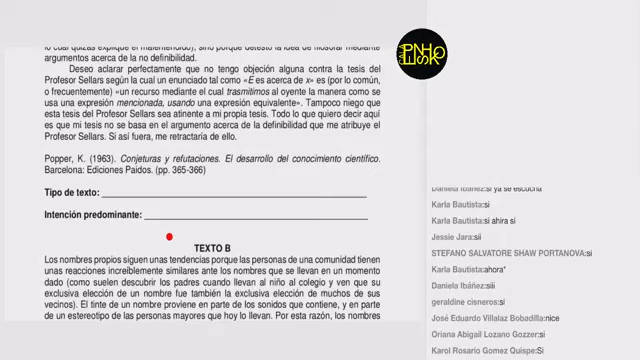 lo cual quizás explique el malentendido), sino porque detesto la idea de filosofar mediante
argumentos acerca de la no definibilidad.
Deseo aclarar perfectamente que no tengo objeción alguna contra la tesis del
Profesor Sellars según la cual un enunciado tal como «E es acerca de x» es (por lo común,
o frecuentemente) «un recurso mediante el cual trasmitimos al oyente la manera como se
usa una expresión mencionada, usando una expresión equivalente». Tampoco niego que
esta tesis del Profesor Sellars sea atinente a mi propia tesis. Todo lo que quiero decir aquí
es que mi tesis no se basa en el argumento acerca de la definibilidad que me atribuye el
Profesor Sellars. Si así fuera, me retractaría de ello.
Popper, K. (1963). Conjeturas y refutaciones. El desarrollo del conocimiento científico.
Barcelona: Ediciones Paidos. (pp. 365-366)
Tipo de texto:
Intención predominante:
TEXTO B
Los nombres propios siguen unas tendencias porque las personas de una comunidad tienen
unas reacciones increíblemente similares ante los nombres que se llevan en un momento
dado (como suelen descubrir los padres cuando llevan al niño al colegio y ven que su
exclusiva elección de un nombre fue también la exclusiva elección de muchos de sus
vecinos). El tinte de un nombre proviene en parte de los sonidos que contiene, y en parte
de un estereotipo de las personas mayores que hoy lo llevan. Por esta razón, los nombres
Daniela Ibáñez:si ya se escucha
Karla Bautista:si
Karla Bautista:si ahira si
Jessie Jara:sii
STEFANO SALVATORE SHAW PORTANOVA:si
Karla Bautista:ahora*
Daniela Ibáñez:siii
geraldine cisneros:si
José Eduardo Villaloz Bobadilla:nice
Oriana Abigail Lozano Gozzer:si
Karol Rosario Gomez Quispe:Si